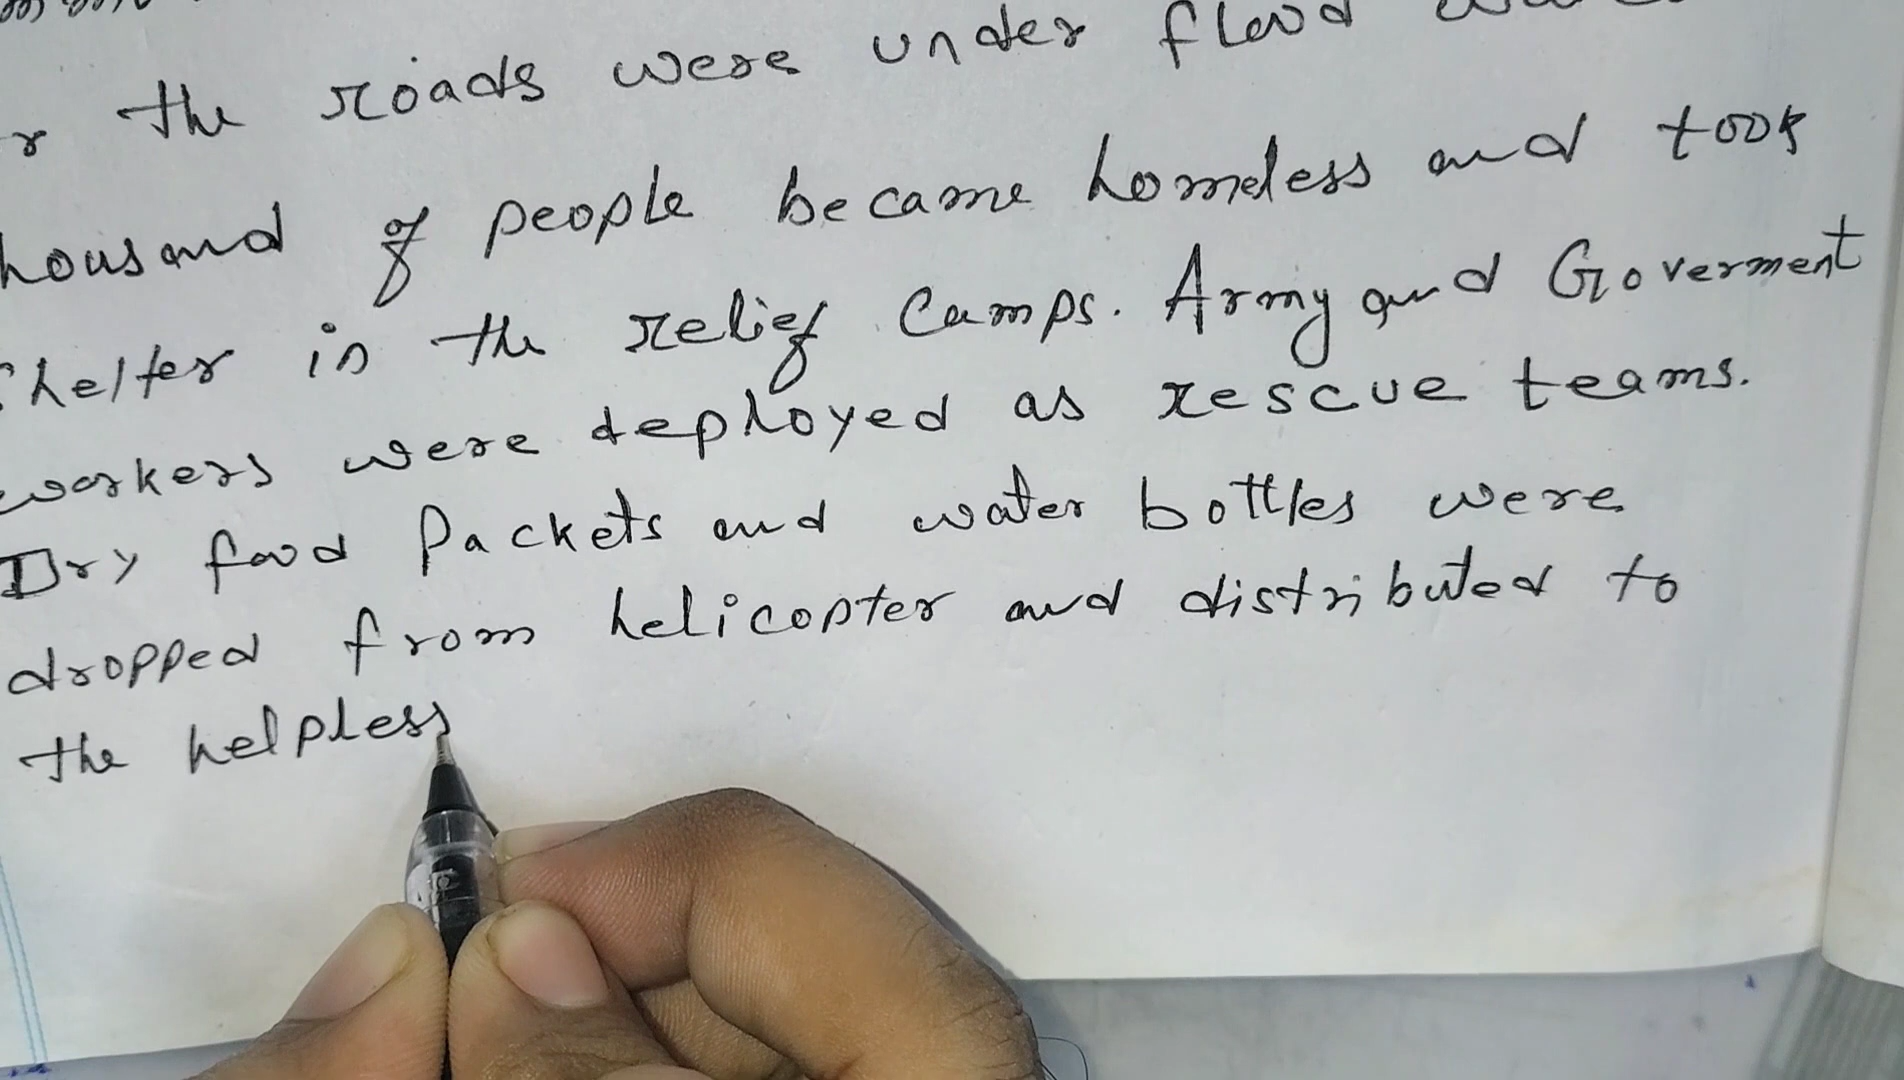 the roads were under flood
housand of people became homeless and took
Shelter in the relief Camps. Army and Goverment
workers were deployed as rescue teams.
Dry food Packets and water bottles were
dropped from helicopter and distributed to
the helpless